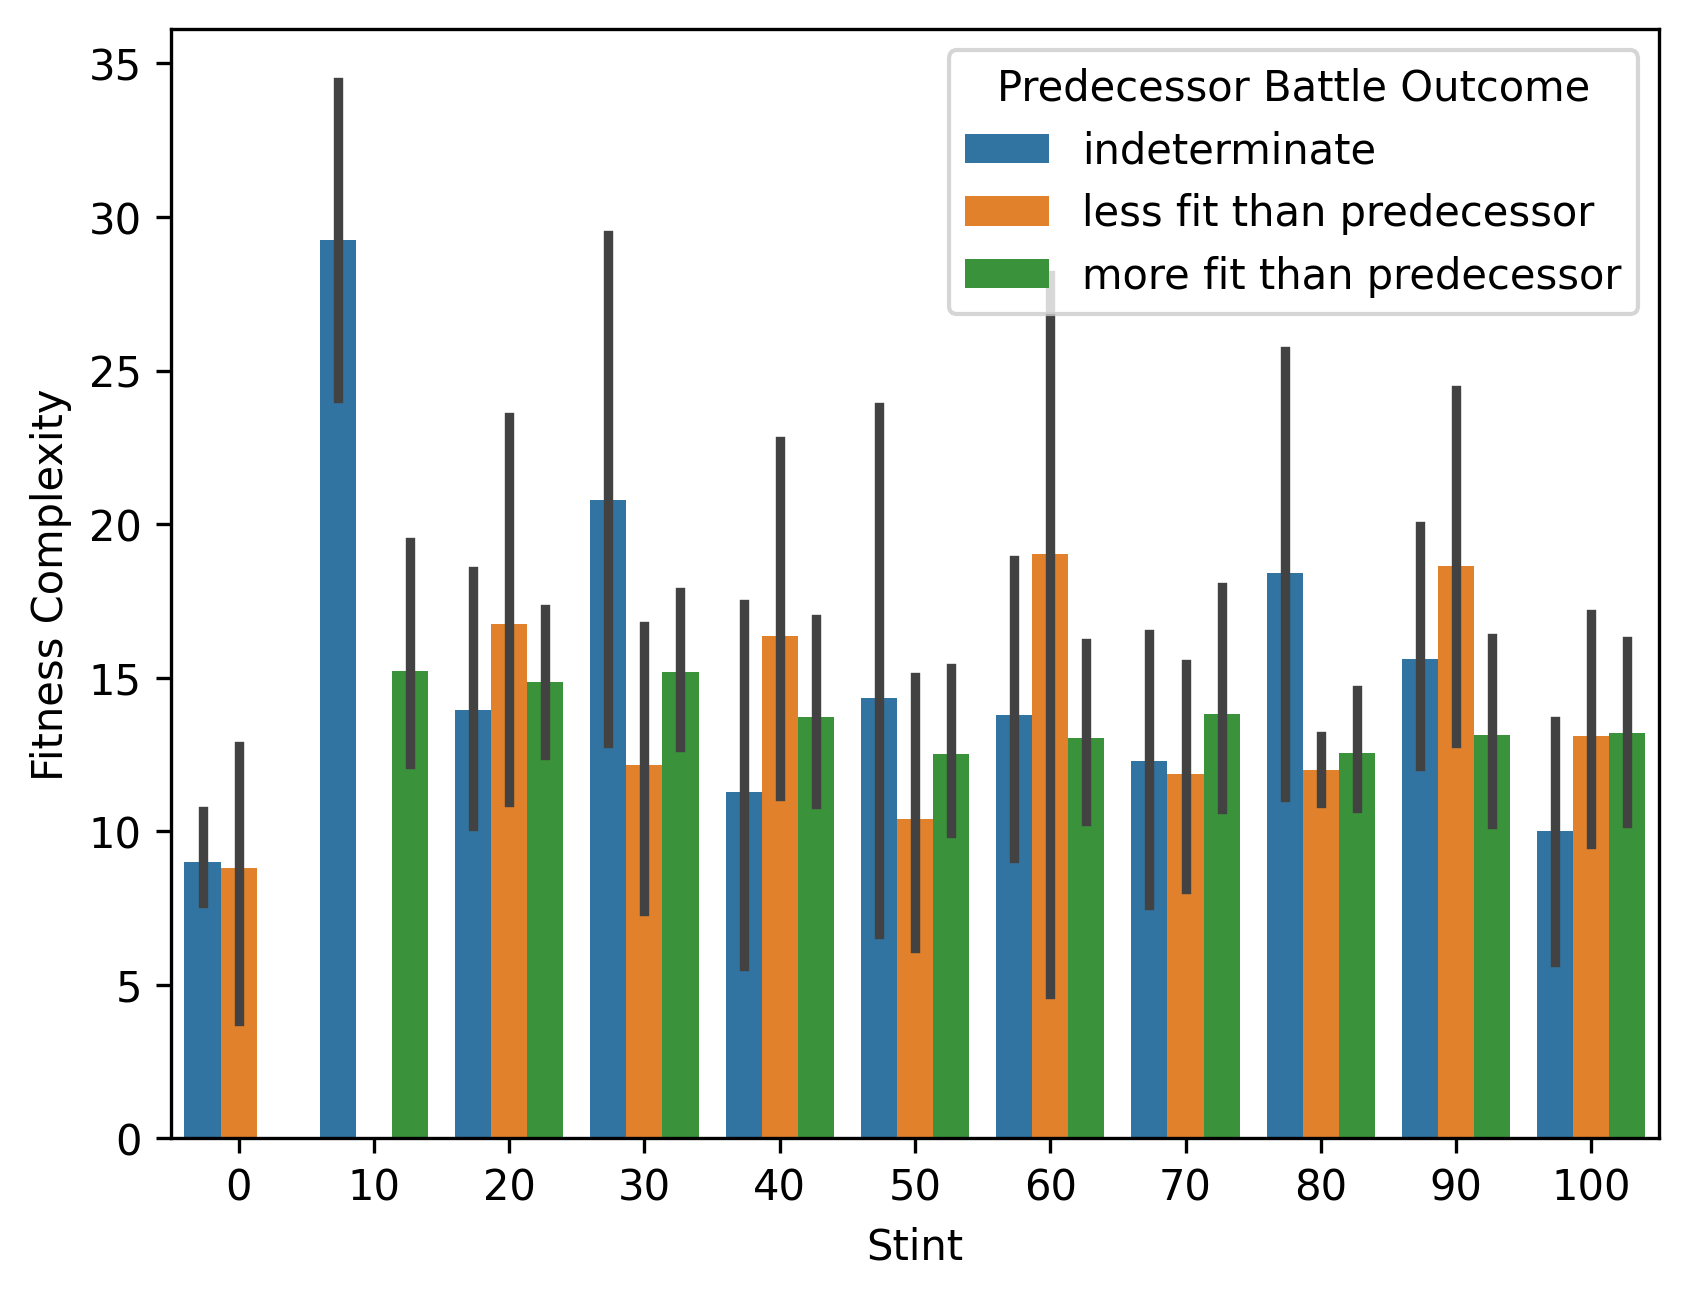 35
30
25
20
15
10
5
0
Fitness Complexity
Predecessor Battle Outcome
indeterminate
less fit than predecessor
more fit than predecessor
0 10 20 30 40 50 60 70 80 90 100
Stint